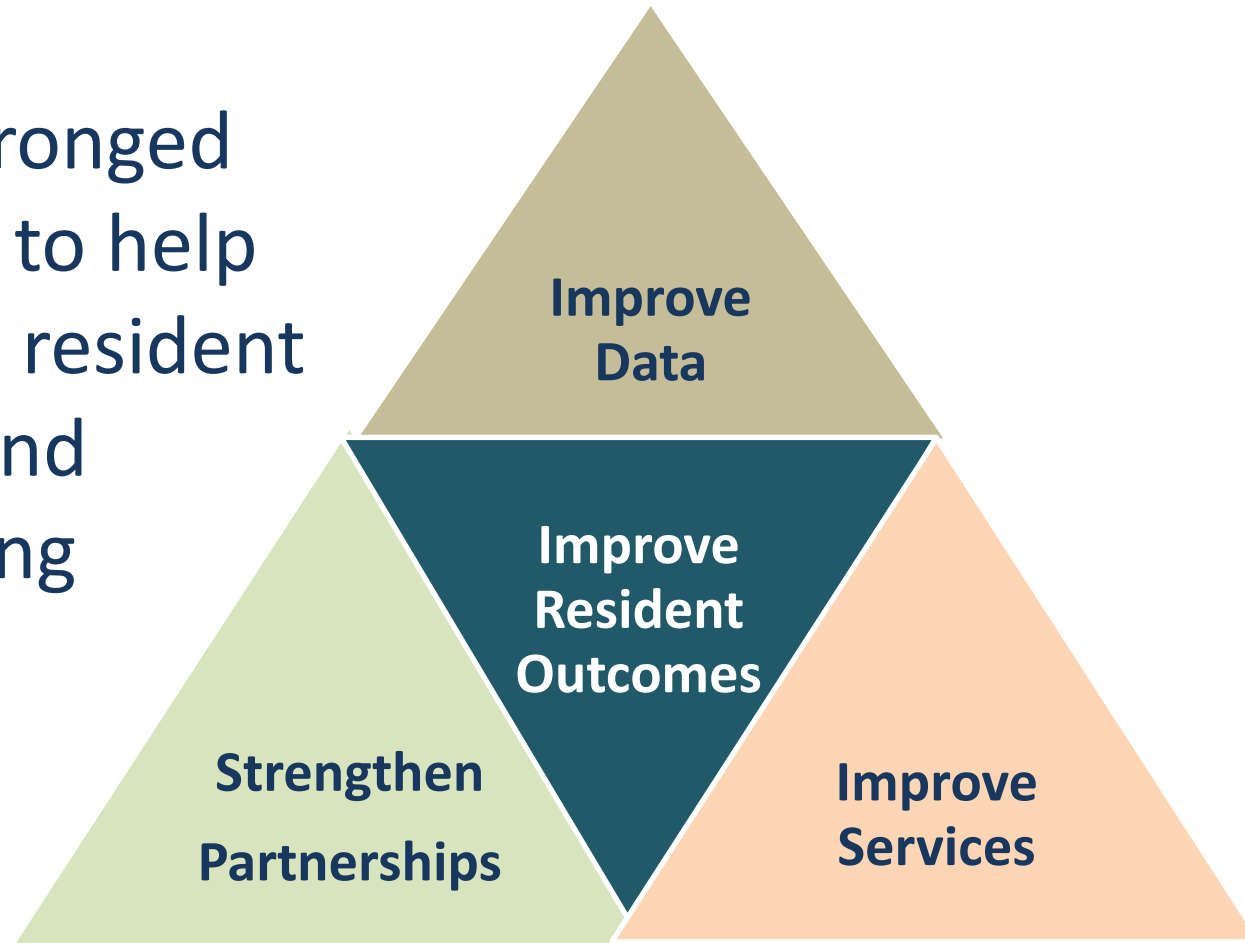 ronged
to help
resident
nd
ng
Improve
Data
Improve
Resident
Outcomes
Strengthen
Partnerships
Improve
Services